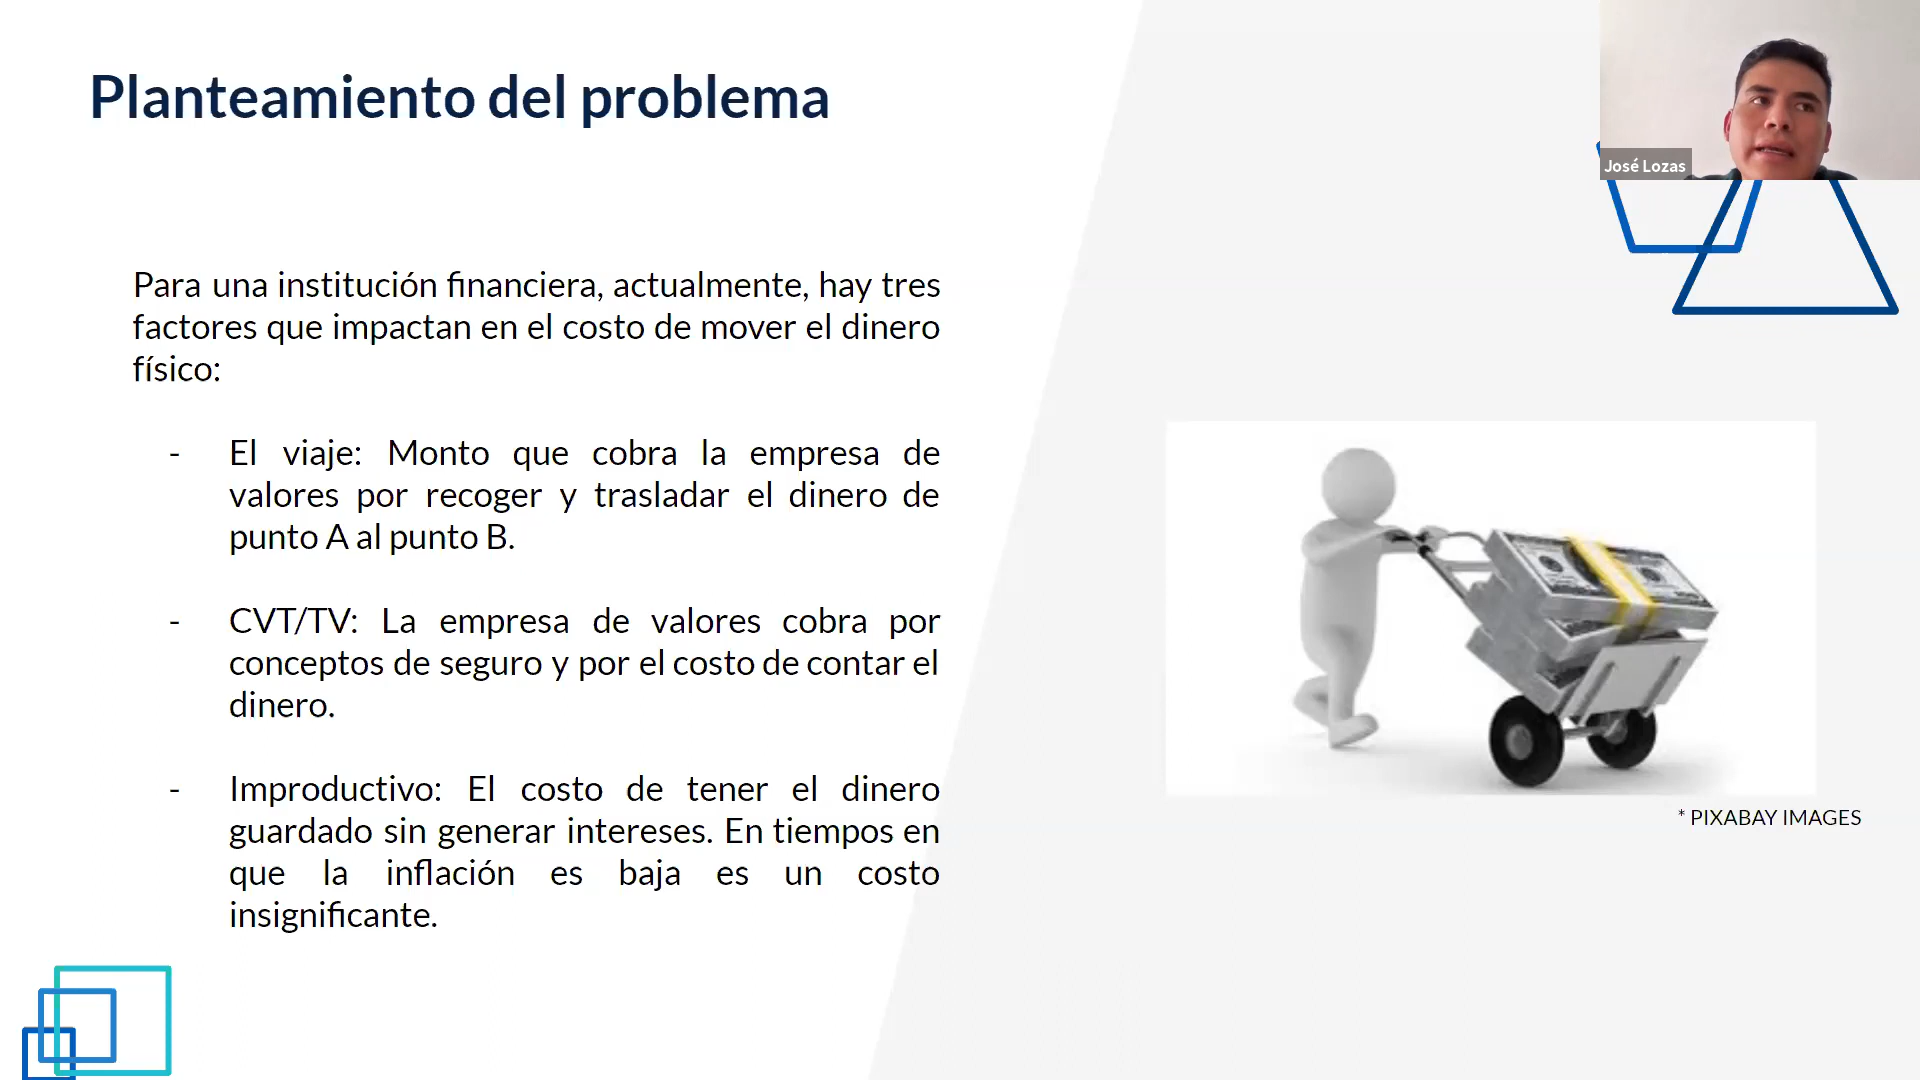 Planteamiento del problema
José Lozas
Para una institución financiera, actualmente, hay tres
factores que impactan en el costo de mover el dinero
físico:
- El viaje: Monto que cobra la empresa de
valores por recoger y trasladar el dinero de
punto A al punto B.
- CVT/TV: La empresa de valores cobra por
conceptos de seguro y por el costo de contar el
dinero.
- Improductivo: El costo de tener el dinero
guardado sin generar intereses. En tiempos en
que la inflación es baja es un costo
insignificante.
* PIXABAY IMAGES